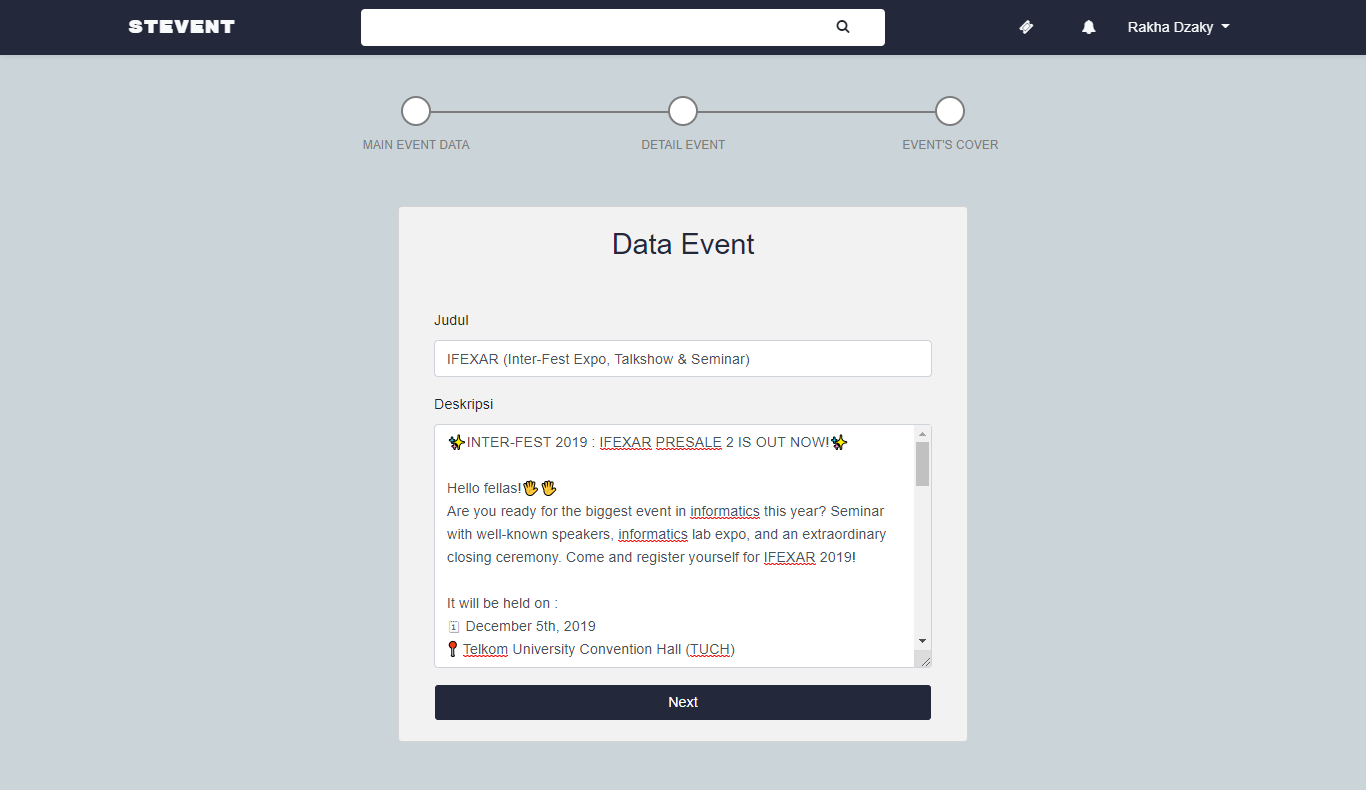 STEVENT
Rakha Dzaky
MAIN EVENT DATA
DETAIL EVENT
EVENT'S COVER
Data Event
Judul
IFEXAR (Inter-Fest Expo, Talkshow & Seminar)
Deskripsi
✨INTER-FEST 2019 : IFEXAR PRESALE 2 IS OUT NOW!✨
Hello fellas!👋👋
Are you ready for the biggest event in informatics this year? Seminar
with well-known speakers, informatics lab expo, and an extraordinary
closing ceremony. Come and register yourself for IFEXAR 2019!
It will be held on :
🗓 December 5th, 2019
📍Telkom University Convention Hall (TUCH)
Next